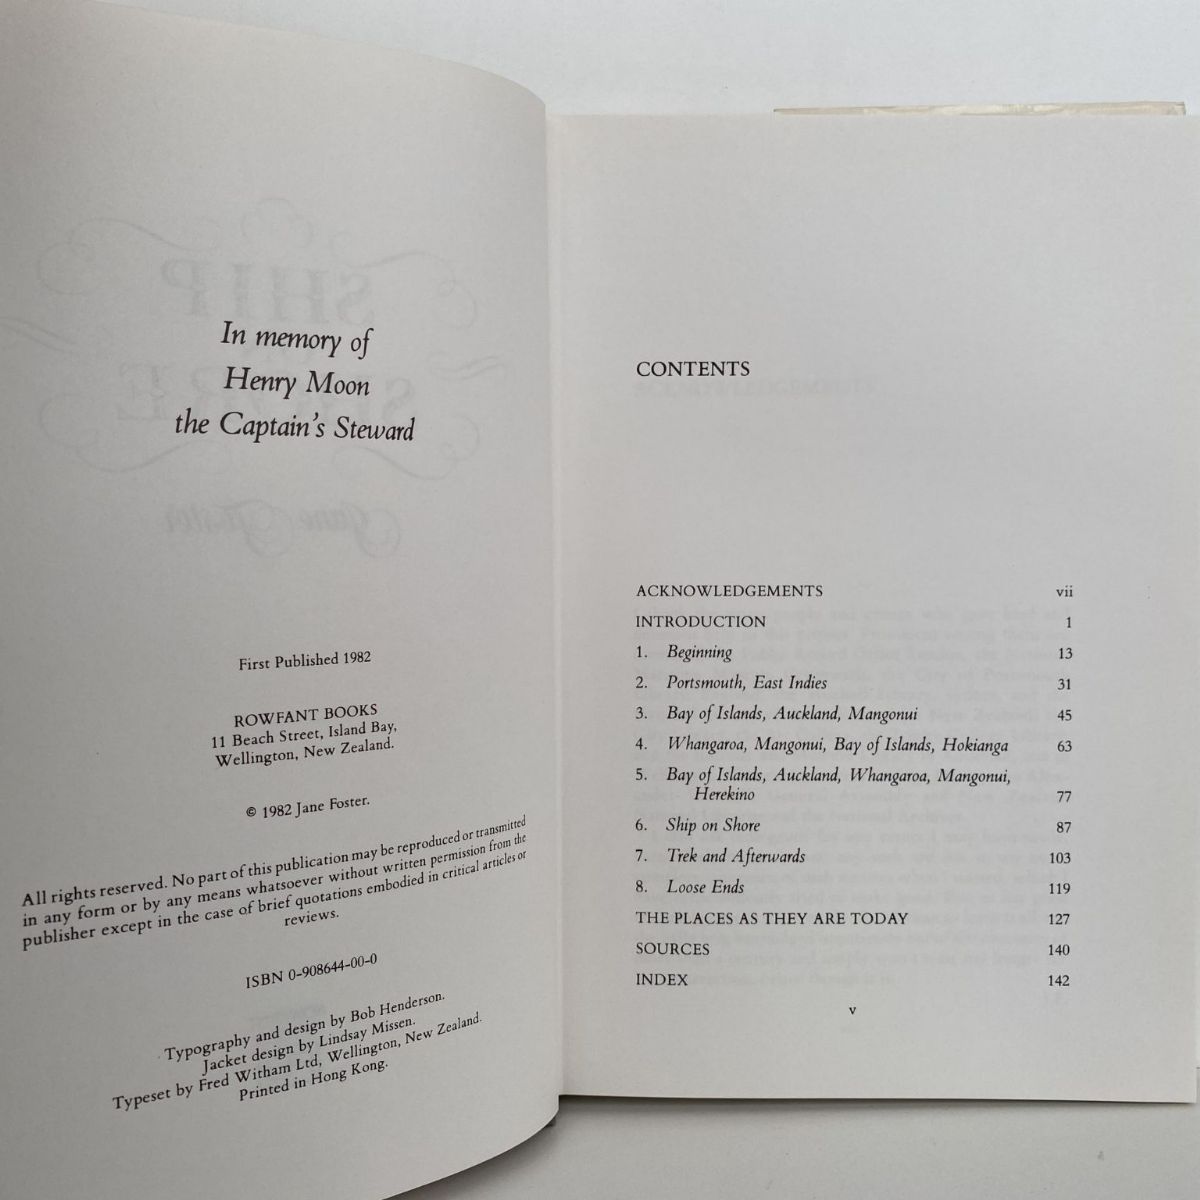 In memory of
Henry Moon
the Captain's Steward
First Published 1982
ROWFANT BOOKS
11 Beach Street, Island Bay,
Wellington, New Zealand.
© 1982 Jane Foster.
All rights reserved. No part of this publication may be reproduced or transmitted
in any form or by any means whatsoever without written permission from the
publisher except in the case of brief quotations embodied in critical articles or
reviews.
ISBN 0-908644-00-0
Typography and design by Bob Henderson.
Jacket design by Lindsay Missen.
Typeset by Fred Witham Ltd, Wellington, New Zealand.
Printed in Hong Kong.
CONTENTS
ACKNOWLEDGEMENTS vii
INTRODUCTION 1
1. Beginning 13
2. Portsmouth, East Indies 31
3. Bay of Islands, Auckland, Mangonui 45
4. Whangaroa, Mangonui, Bay of Islands, Hokianga 63
5. Bay of Islands, Auckland, Whangaroa, Mangonui,
Herekino 77
6. Ship on Shore 87
7. Trek and Afterwards 103
8. Loose Ends 119
THE PLACES AS THEY ARE TODAY 127
SOURCES 140
INDEX 142
v